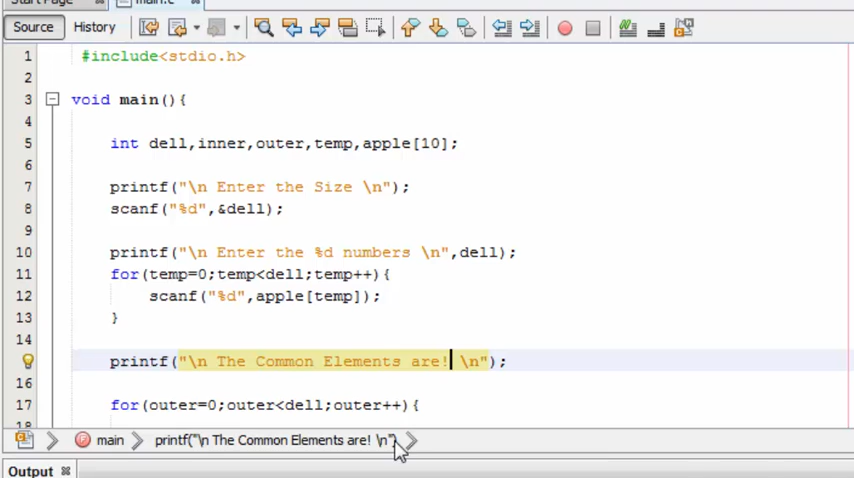 Start Page main.c
Source History
1 #include<stdio.h>
2
3 void main(){
4
5 int dell,inner,outer,temp,apple[10];
6
7 printf("\n Enter the Size \n");
8 scanf("%d",&dell);
9
10 printf("\n Enter the %d numbers \n",dell);
11 for(temp=0;temp<dell;temp++){
12 scanf("%d",apple[temp]);
13 }
14
printf("\n The Common Elements are! \n");
16
17 for(outer=0;outer<dell;outer++){
18
main printf("\n The Common Elements are! \n")
Output